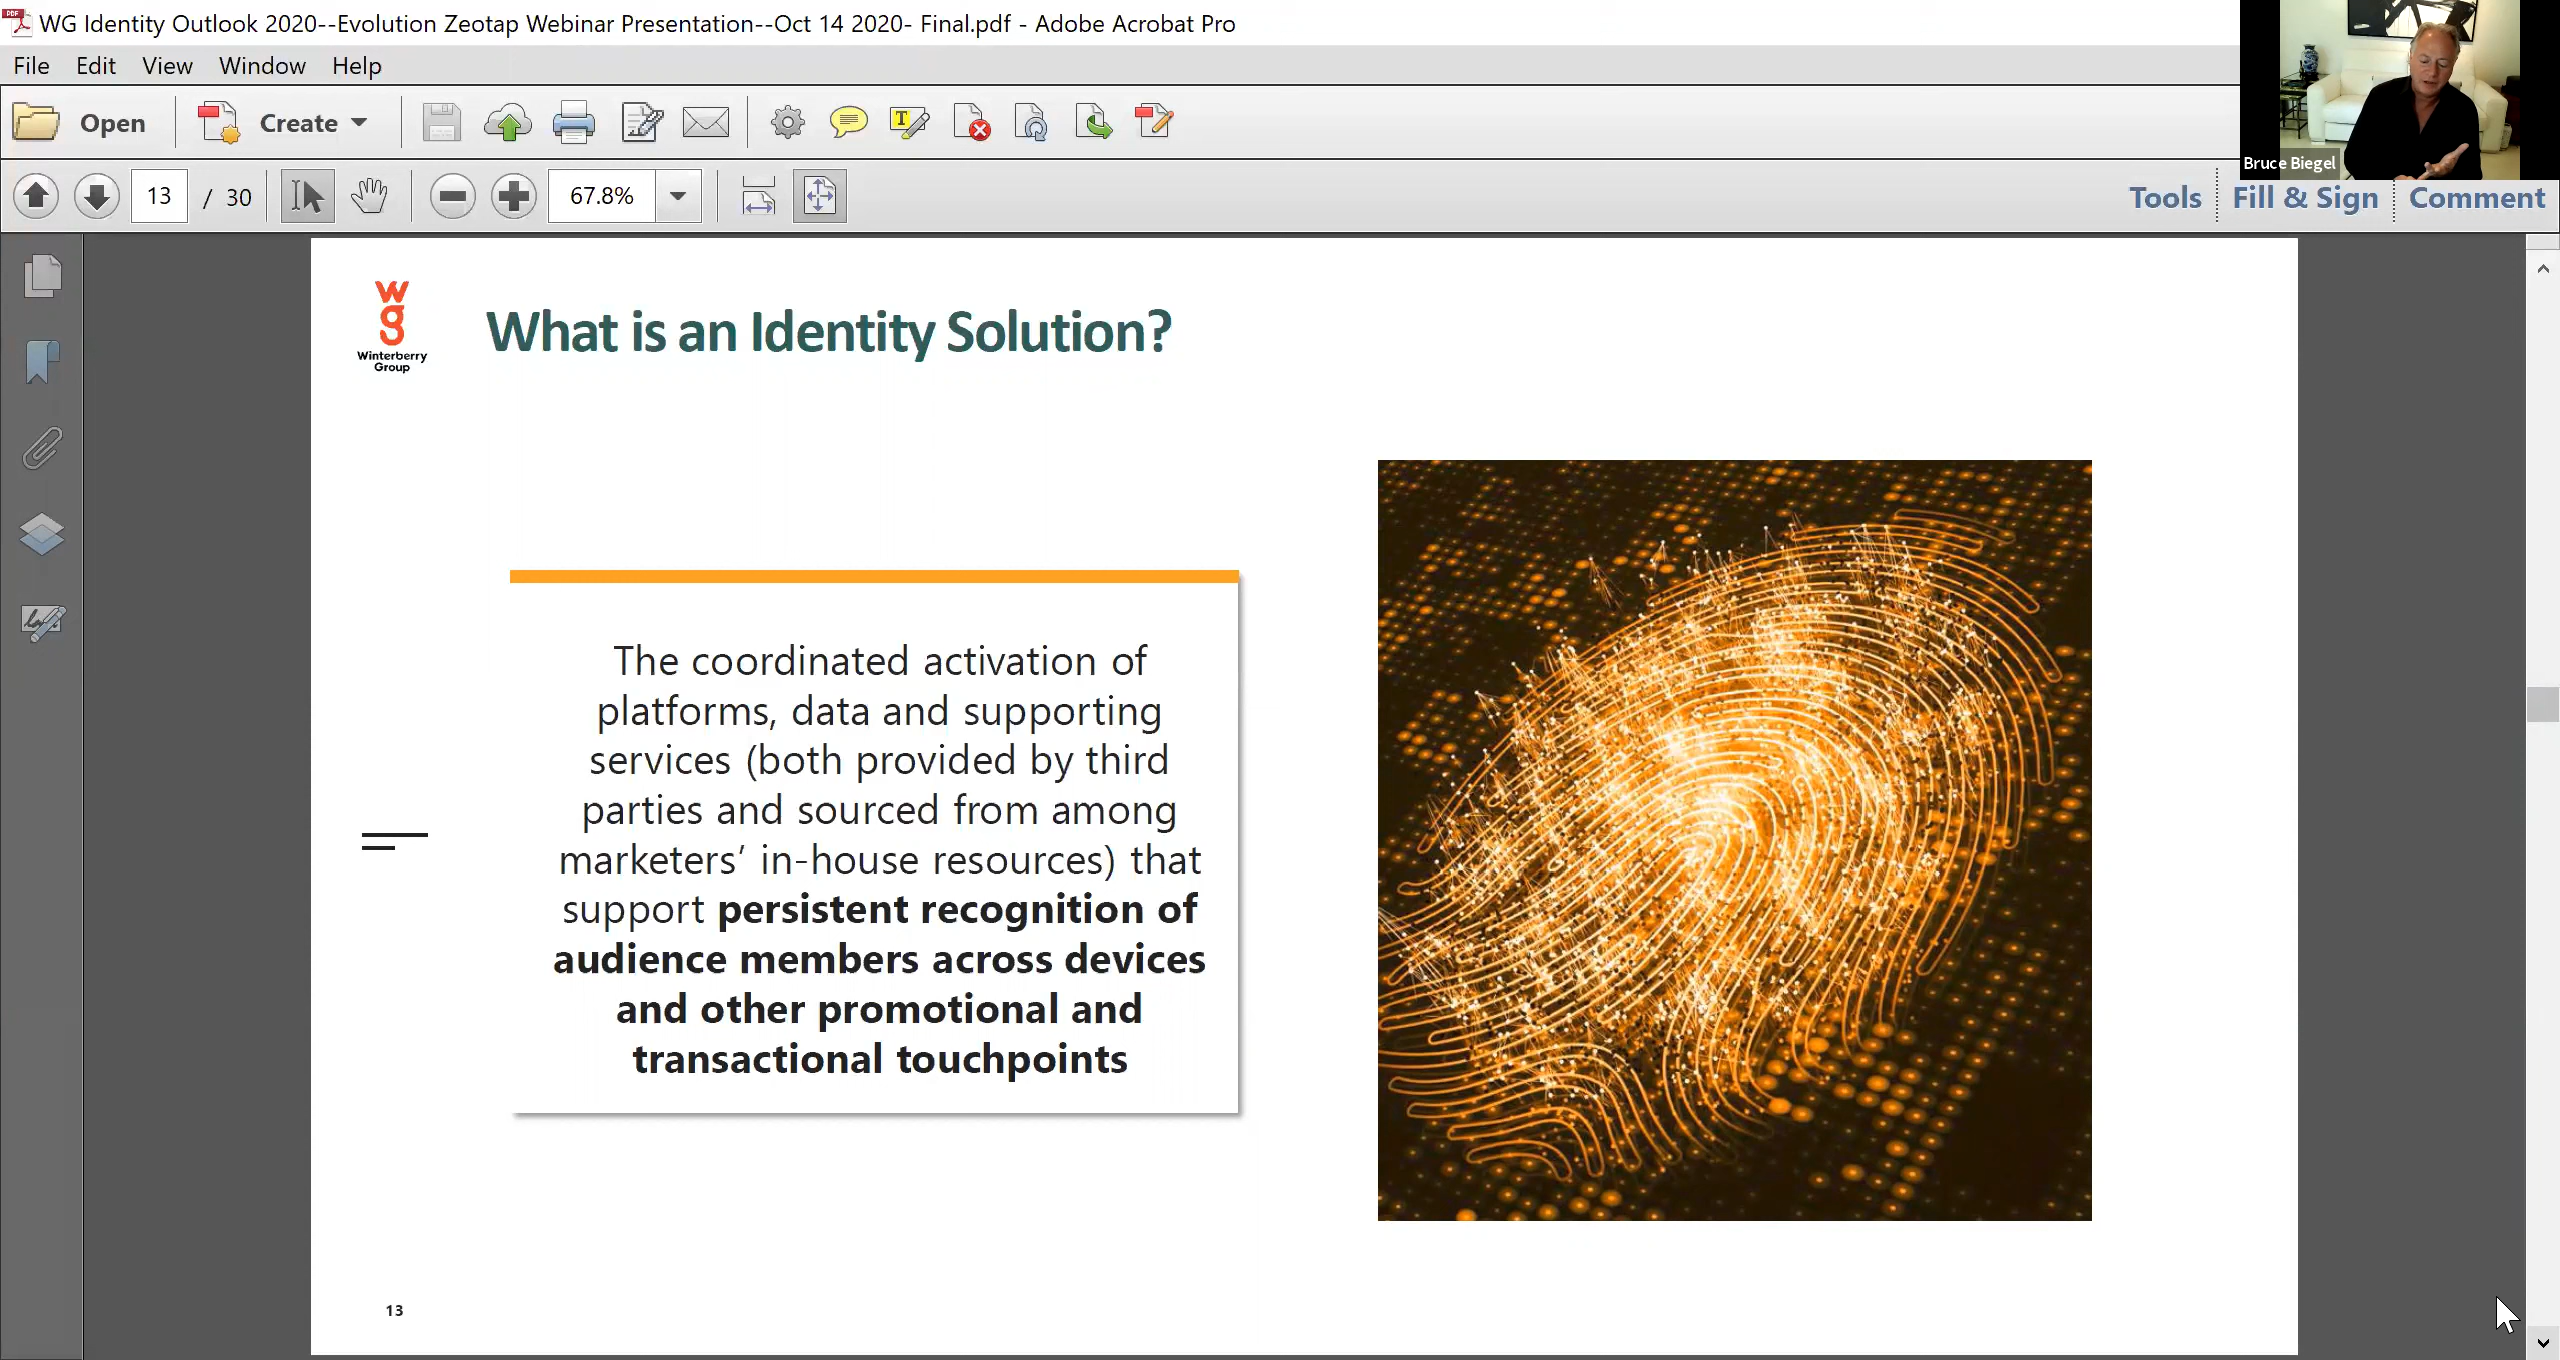 WG Identity Outlook 2020--Evolution Zeotap Webinar Presentation--Oct 14 2020- Final.pdf - Adobe Acrobat Pro
File Edit View Window Help
Open Create
Bruce Biegel
13 / 30 67.8%
Tools Fill & Sign Comment
wg
Winterberry
Group
What is an Identity Solution?
The coordinated activation of
platforms, data and supporting
services (both provided by third
parties and sourced from among
marketers’ in-house resources) that
support persistent recognition of
audience members across devices
and other promotional and
transactional touchpoints
13